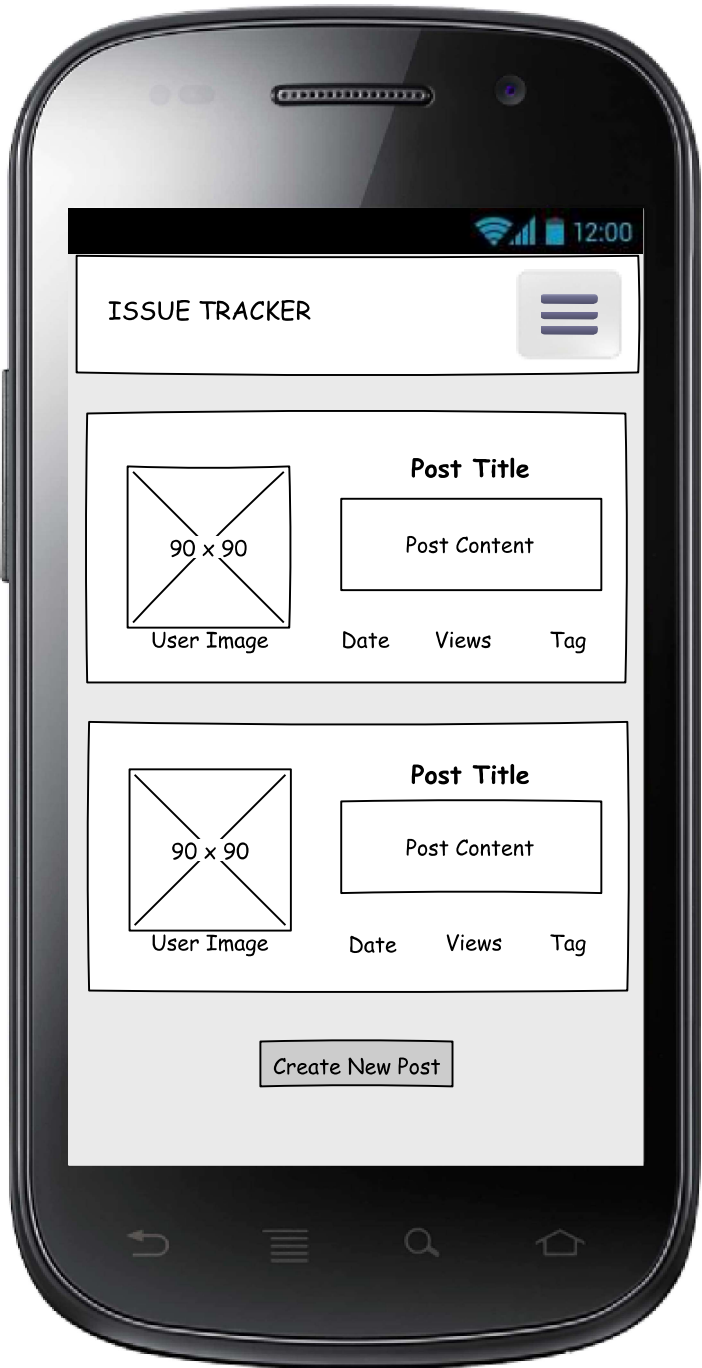 12:00
ISSUE TRACKER
Post Title
90 x 90
Post Content
User Image
Date Views Tag
Post Title
90 x 90
Post Content
User Image
Date Views Tag
Create New Post